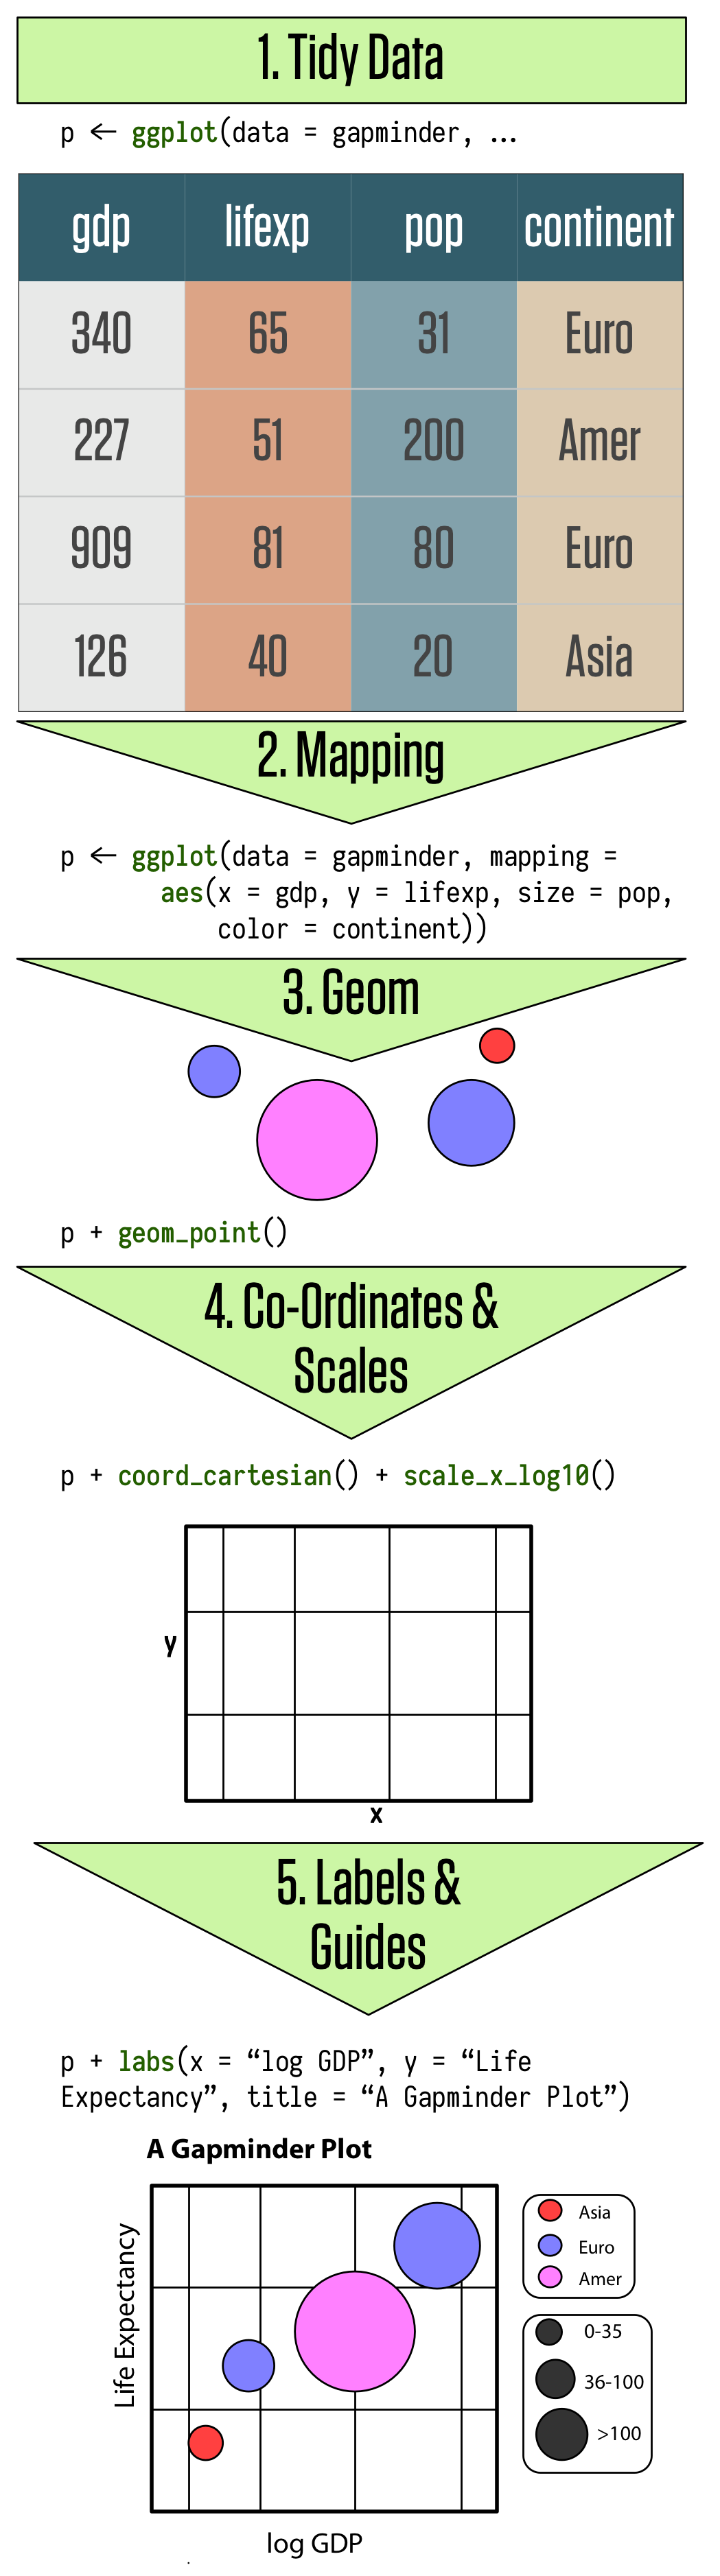 1. Tidy Data
p ← ggplot(data = gapminder, …
gdp lifexp pop continent
340 65 31 Euro
227 51 200 Amer
909 81 80 Euro
126 40 20 Asia
2. Mapping
p ← ggplot(data = gapminder, mapping =
aes(x = gdp, y = lifexp, size = pop,
color = continent))
3. Geom
p + geom_point()
4. Co-Ordinates &
Scales
p + coord_cartesian() + scale_x_log10()
y
x
5. Labels &
Guides
p + labs(x = “log GDP”, y = “Life
Expectancy”, title = “A Gapminder Plot”)
A Gapminder Plot
Life Expectancy
Asia
Euro
Amer
0-35
36-100
>100
log GDP